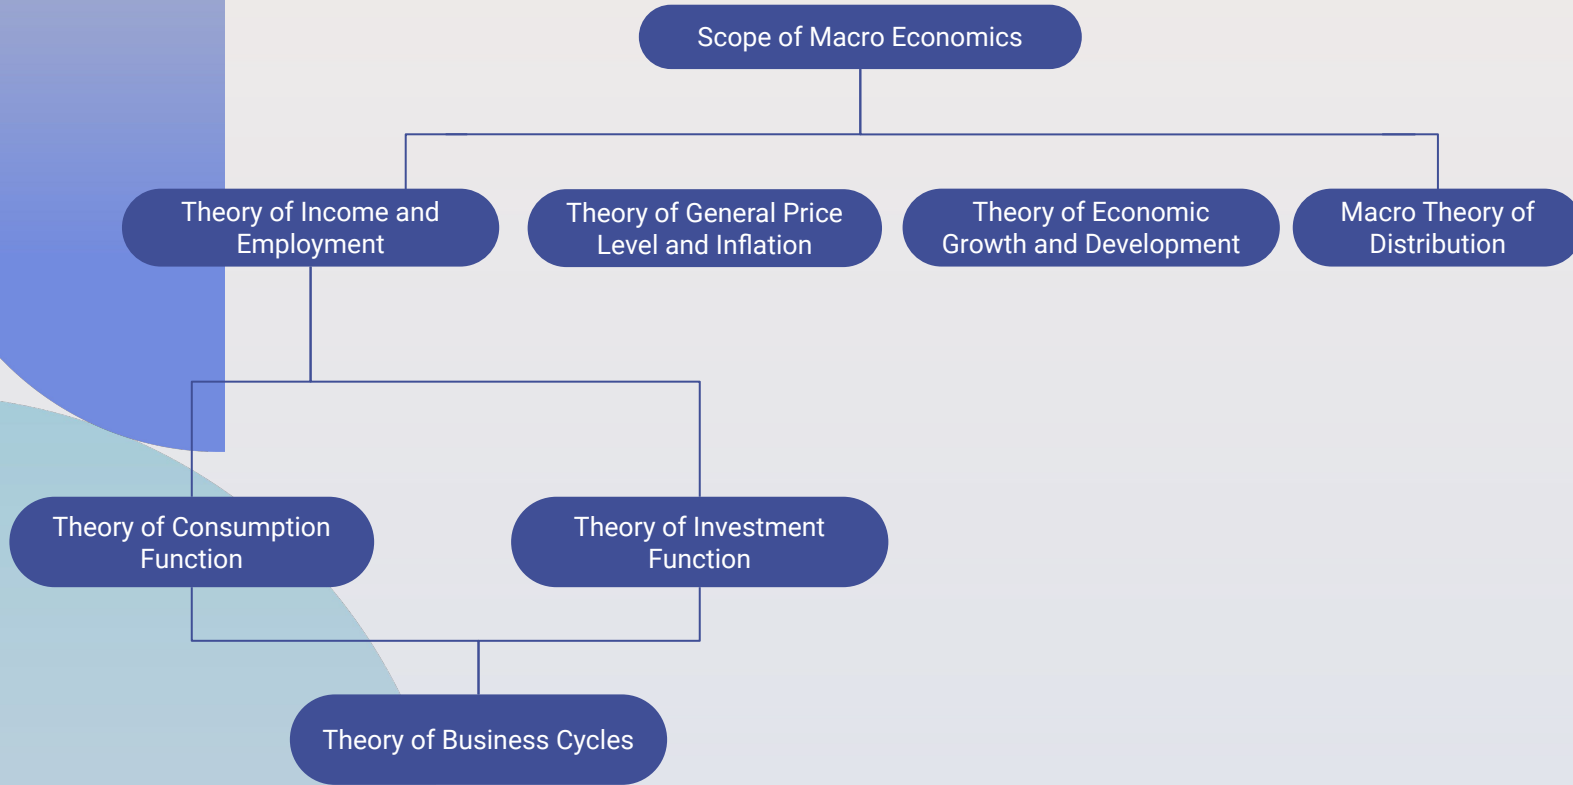 Scope of Macro Economics
Theory of Income and
Employment
Theory of General Price
Level and Inflation
Theory of Economic
Growth and Development
Macro Theory of
Distribution
Theory of Consumption
Function
Theory of Investment
Function
Theory of Business Cycles